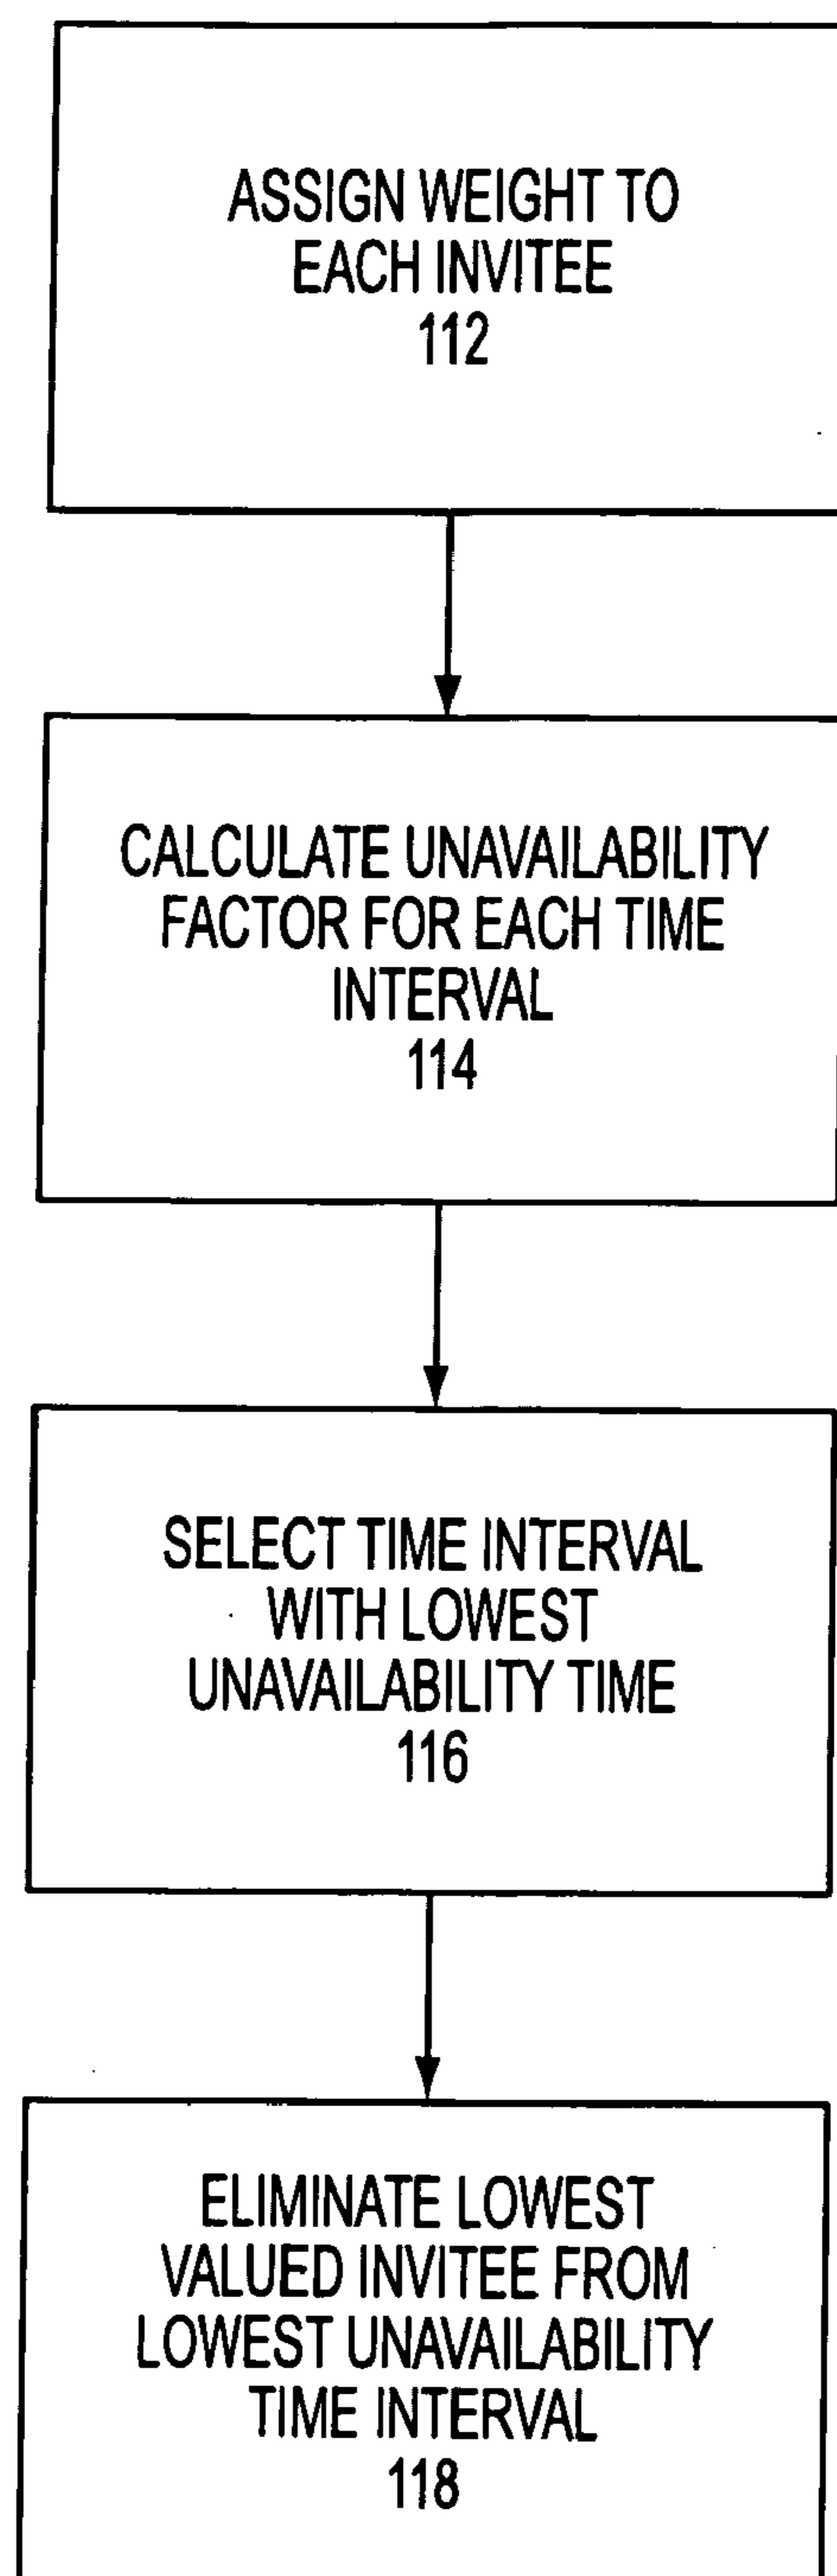 ASSIGN WEIGHT TO
EACH INVITEE
112
CALCULATE UNAVAILABILITY
FACTOR FOR EACH TIME
INTERVAL
114
SELECT TIME INTERVAL
WITH LOWEST
UNAVAILABILITY TIME
116
ELIMINATE LOWEST
VALUED INVITEE FROM
LOWEST UNAVAILABILITY
TIME INTERVAL
118